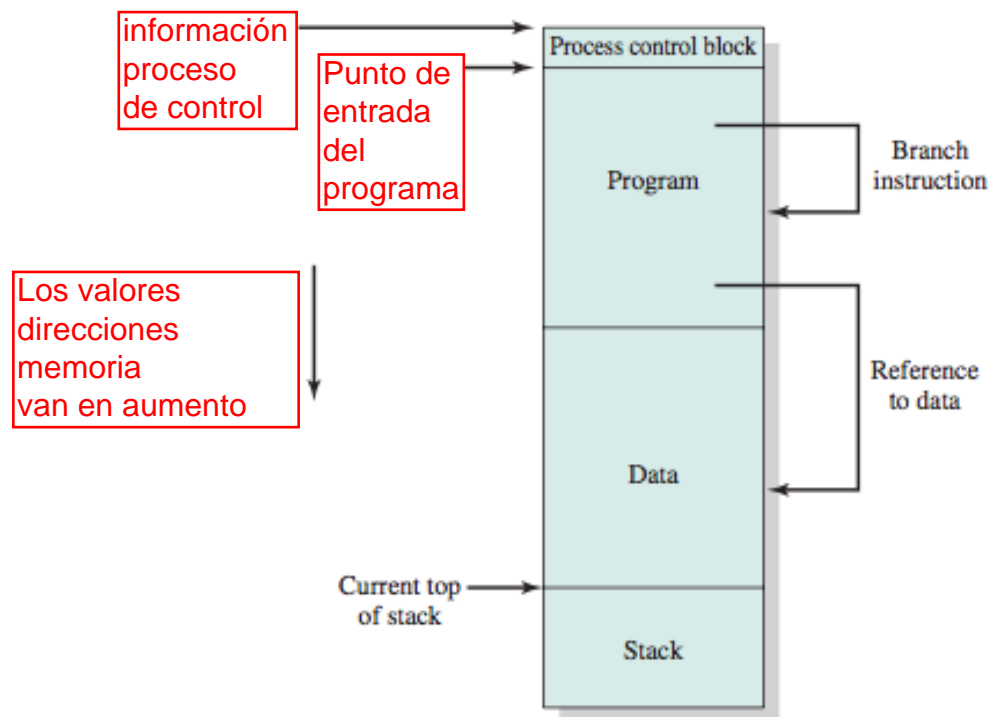 información
proceso
de control
Process control block
Punto de
entrada
del
programa
Program
Branch
instruction
Los valores
direcciones
memoria
van en aumento
Reference
to data
Data
Current top
of stack
Stack